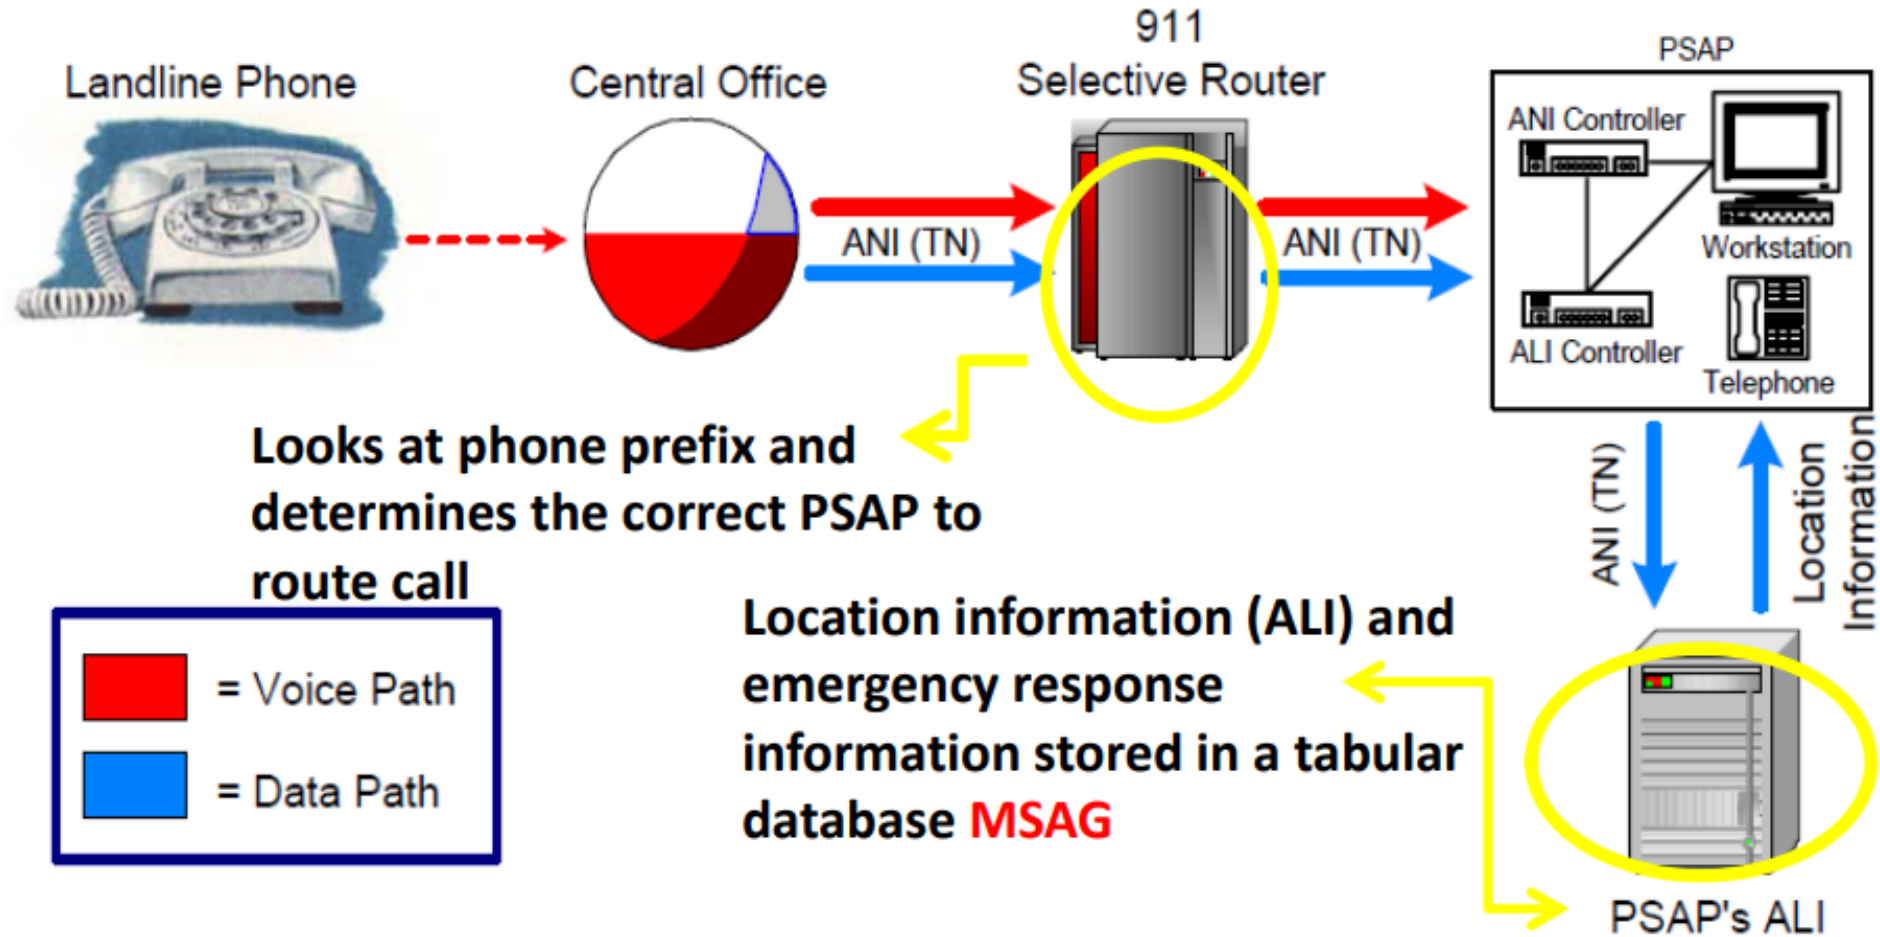 911
Landline Phone
Central Office
Selective Router
PSAP
ANI Controller
ANI (TN)
ANI (TN)
Workstation
ALI Controller
Telephone
Looks at phone prefix and
determines the correct PSAP to
route call
ANI (TN)
Location
Information
Location information (ALI) and
emergency response
information stored in a tabular
database MSAG
= Voice Path
= Data Path
PSAP's ALI